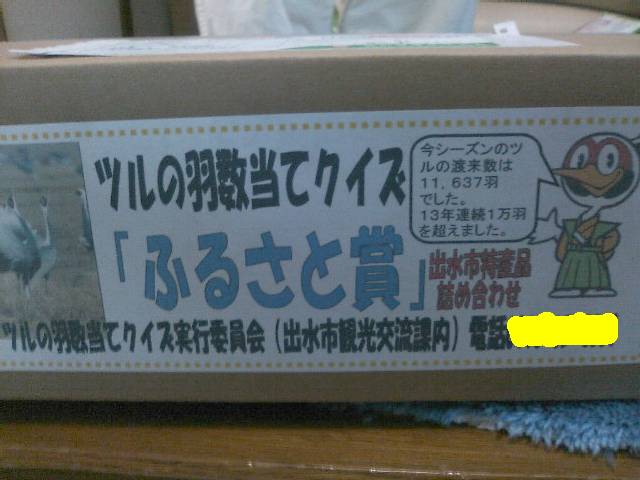 ツルの羽数当てクイズ
今シーズンのツ
ルの渡来数は
11,637羽
でした。
13年連続1万羽
を超えました。
「ふるさと賞」
出水市特産品
詰め合わせ
ツルの羽数当てクイズ実行委員会(出水市観光交流課内)電話